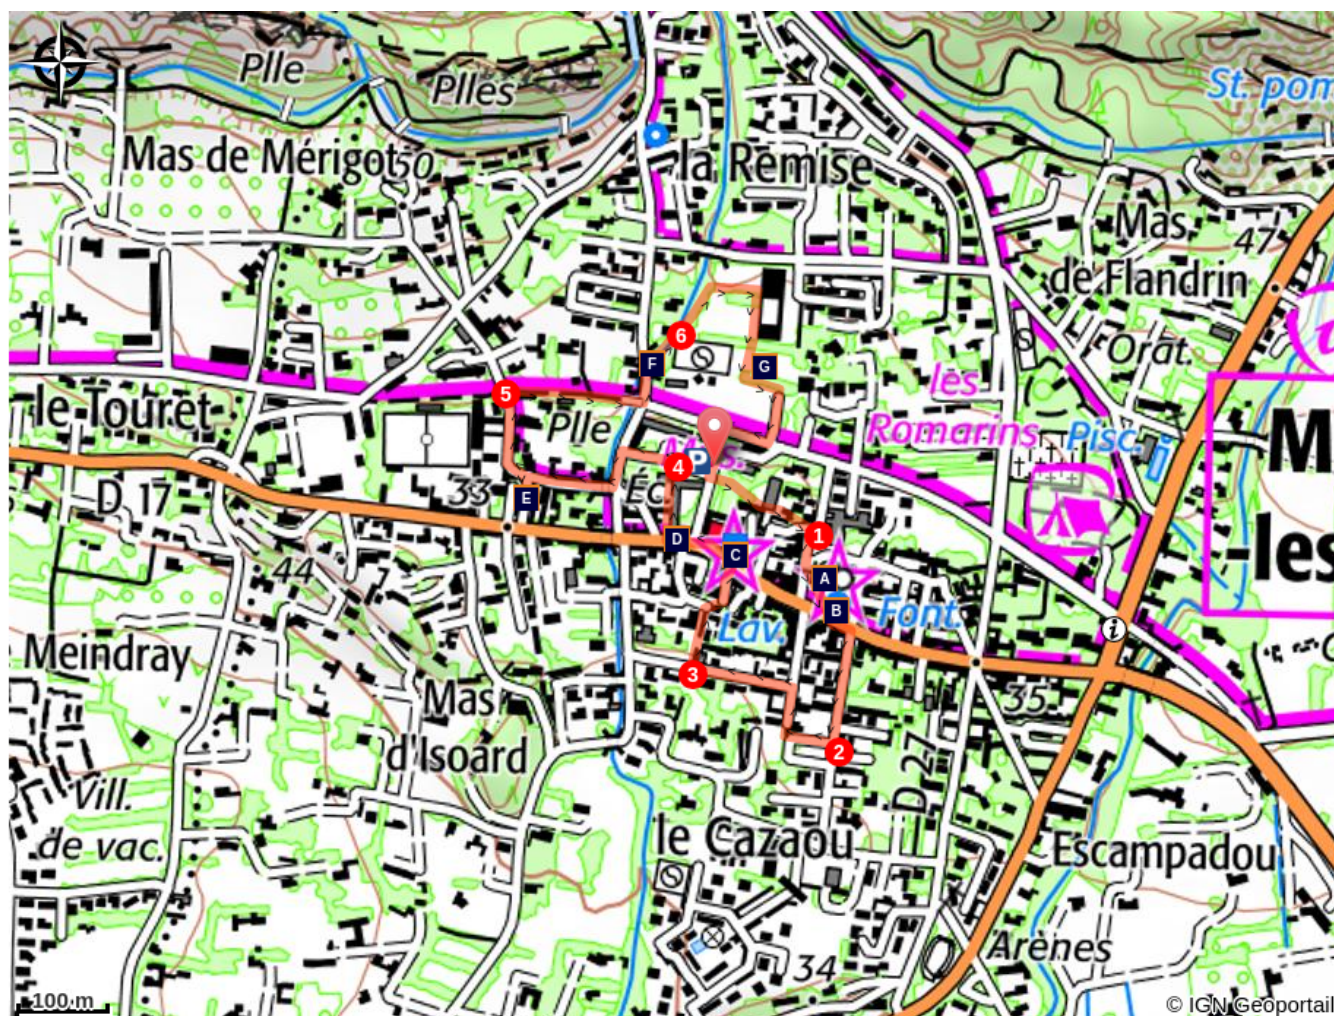 Plle
Plles
St. pom
Mas de Mérigot
50
la Remise
Mas
de Flandrin
47
6
F
G
Orat.
5
les
Romarins
Pisc.
le Touret
Plle
M
les
4
P
33
Éc.
E
D 17
D
C
1
A
B
Font.
Lav.
44
i
Meindray
3
35
Mas
d'Isoard
2
D 27
Vill.
de vac.
le Cazaou
Escampadou
Arènes
34
100 m
© IGN Geoportail